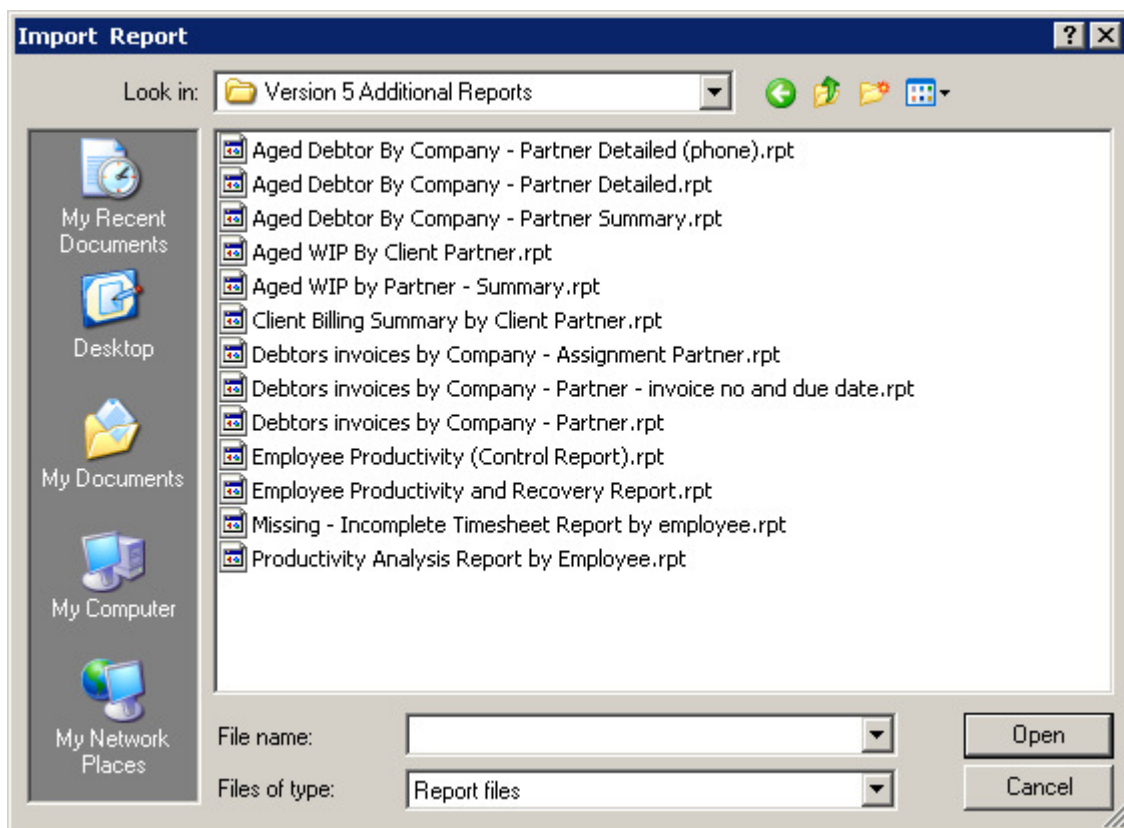 Import Report
Look in: Version 5 Additional Reports
My Recent
Documents
Desktop
My Documents
My Computer
My Network
Places
Aged Debtor By Company - Partner Detailed (phone).rpt
Aged Debtor By Company - Partner Detailed.rpt
Aged Debtor By Company - Partner Summary.rpt
Aged WIP By Client Partner.rpt
Aged WIP by Partner - Summary.rpt
Client Billing Summary by Client Partner.rpt
Debtors invoices by Company - Assignment Partner.rpt
Debtors invoices by Company - Partner - invoice no and due date.rpt
Debtors invoices by Company - Partner.rpt
Employee Productivity (Control Report).rpt
Employee Productivity and Recovery Report.rpt
Missing - Incomplete Timesheet Report by employee.rpt
Productivity Analysis Report by Employee.rpt
File name: Open
Files of type: Report files Cancel